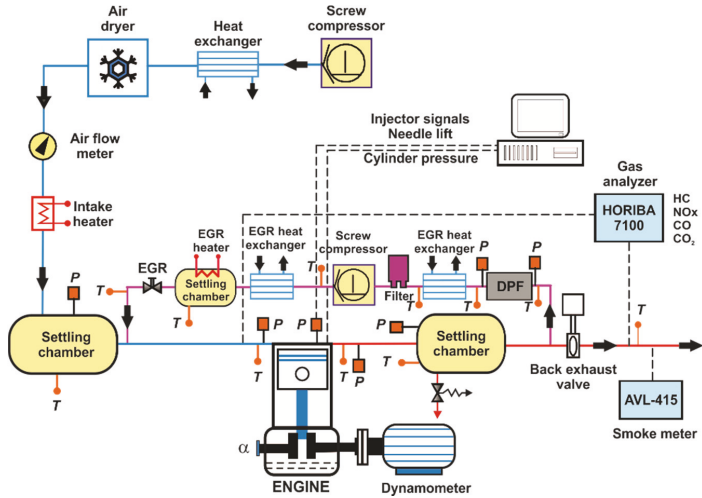 Air
dryer
Heat
exchanger
Screw
compressor
Air flow
meter
Injector signals
Needle lift
Cylinder pressure
Gas
analyzer
HORIBA
7100
HC
NOx
CO
CO₂
Intake
heater
EGR
heater
EGR heat
exchanger
Screw
compressor
EGR heat
exchanger
P
T
EGR
Settling
chamber
T
T
Filter
T
P
T
DPF
P
T
P
Settling
chamber
T
P
T
P
T
P
P
Settling
chamber
T
Back exhaust
valve
T
AVL-415
Smoke meter
α
ENGINE
Dynamometer